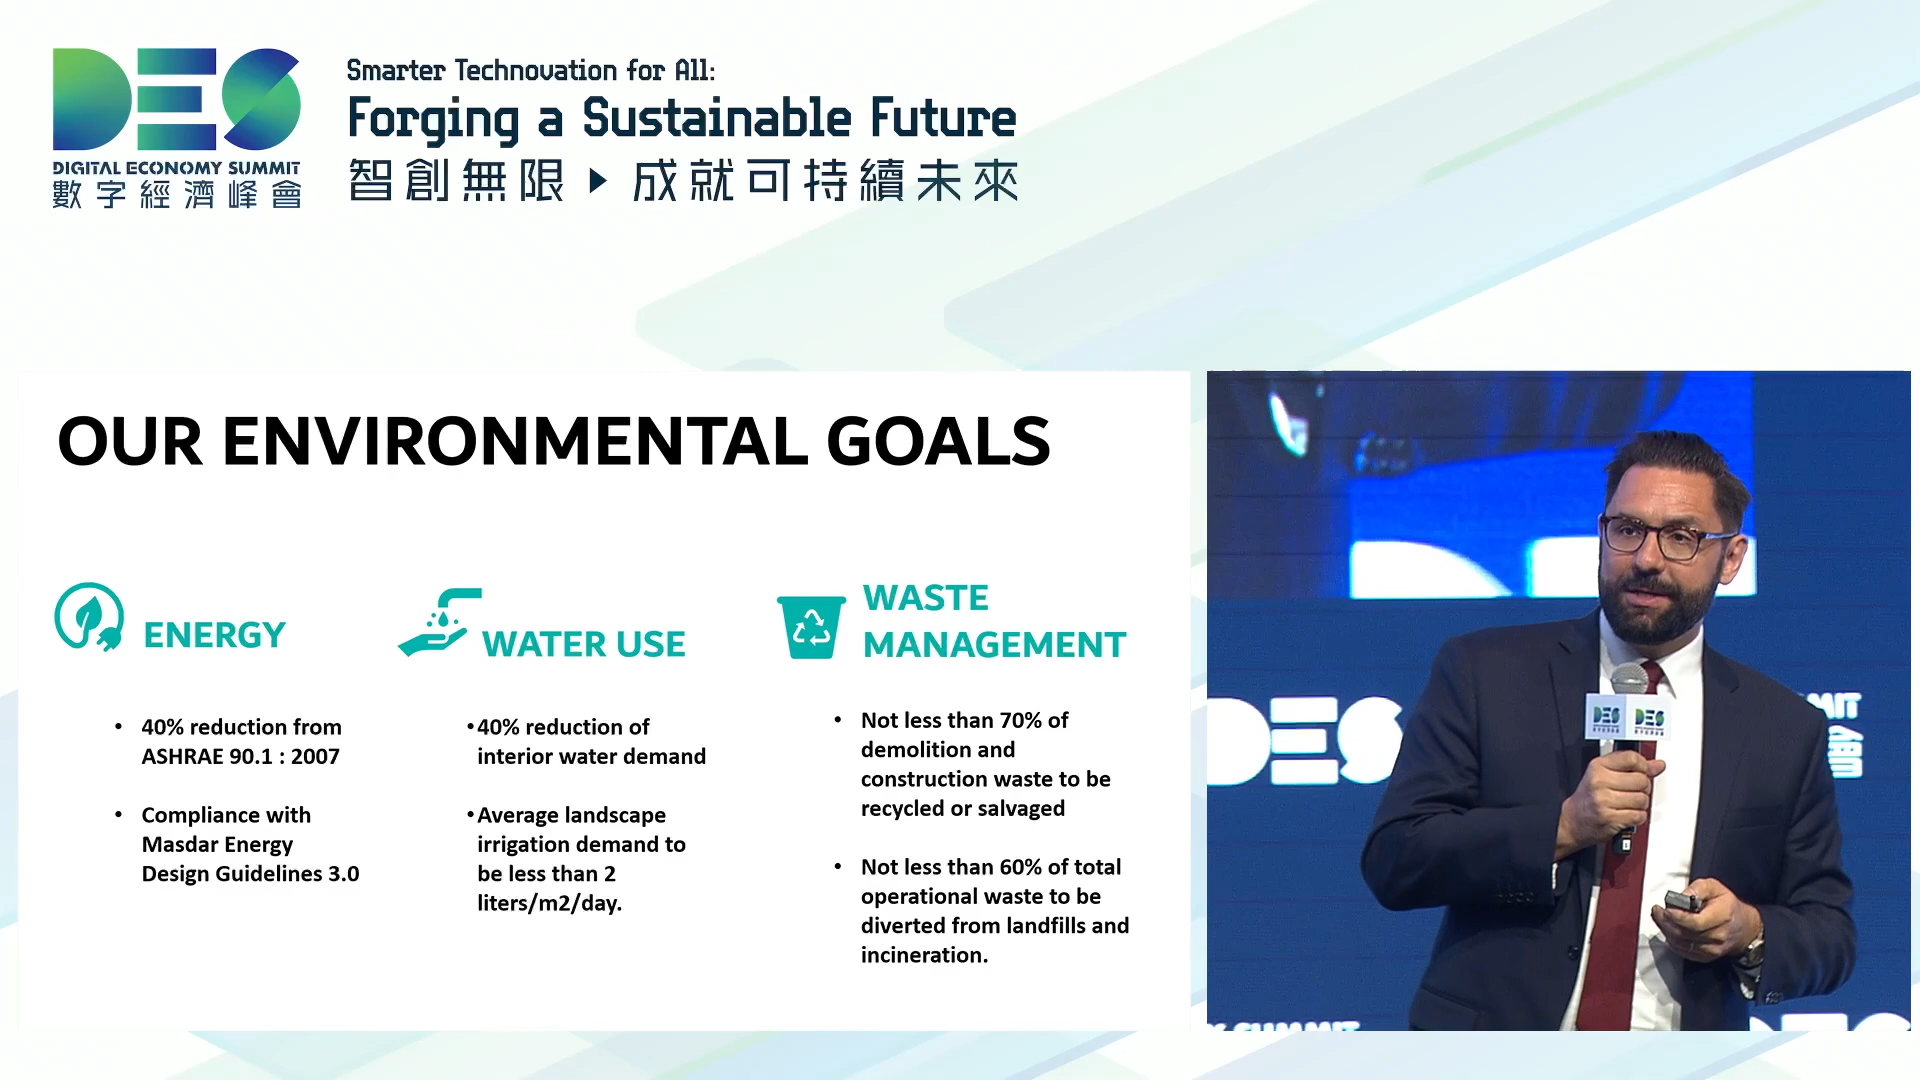 DES
DIGITAL ECONOMY SUMMIT
數字經濟峰會
Smarter Technovation for All:
Forging a Sustainable Future
智創無限 ▶ 成就可持續未來
OUR ENVIRONMENTAL GOALS
ENERGY
• 40% reduction from
ASHRAE 90.1 : 2007
• Compliance with
Masdar Energy
Design Guidelines 3.0
WATER USE
• 40% reduction of
interior water demand
• Average landscape
irrigation demand to
be less than 2
liters/m2/day.
WASTE
MANAGEMENT
• Not less than 70% of
demolition and
construction waste to be
recycled or salvaged
• Not less than 60% of total
operational waste to be
diverted from landfills and
incineration.
DES
DES DES
SUMMIT